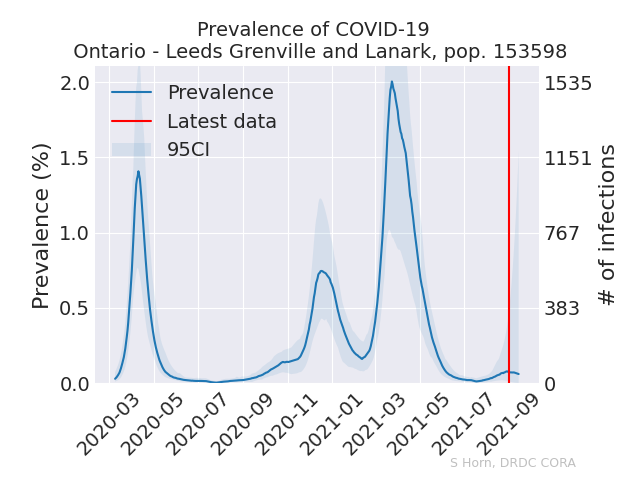 Prevalence of COVID-19
Ontario - Leeds Grenville and Lanark, pop. 153598
Prevalence
Latest data
95CI
Prevalence (%)
2.0
1.5
1.0
0.5
0.0
# of infections
1535
1151
767
383
0
2020-03
2020-05
2020-07
2020-09
2020-11
2021-01
2021-03
2021-05
2021-07
2021-09
S Horn, DRDC CORA